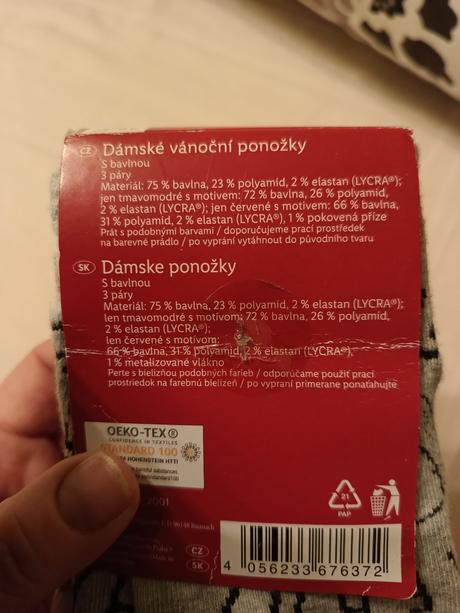 CZ Dámské vánoční ponožky
S bavlnou
3 páry
Materiál: 75 % bavlna, 23 % polyamid, 2 % elastan (LYCRA®);
jen tmavomodré s motivem: 72 % bavlna, 26 % polyamid,
2 % elastan (LYCRA®); jen červené s motivem: 66 % bavlna,
31 % polyamid, 2 % elastan (LYCRA®), 1 % pokovená příze
Prát s podobnými barvami / doporučujeme prací prostředek
na barevné prádlo / po vyprání vytáhnout do původního tvaru
SK Dámske ponožky
S bavlnou
3 páry
Materiál: 75 % bavlna, 23 % polyamid, 2 % elastan (LYCRA®);
len tmavomodré s motívom: 72 % bavlna, 26 % polyamid,
2 % elastan (LYCRA®);
len červené s motívom:
66 % bavlna, 31 % polyamid, 2 % elastan (LYCRA®),
1 % metalizované vlákno
Perte s bielizňou podobných farieb / odporúčame použiť prací
prostriedok na farebnú bielizeň / po vypraní primerane ponaťahujte
OEKO-TEX®
CONFIDENCE IN TEXTILES
STANDARD 100
HOHENSTEIN HTTI
harmful substances.
2001
CZ
SK
21
PAP
4 056233 676372